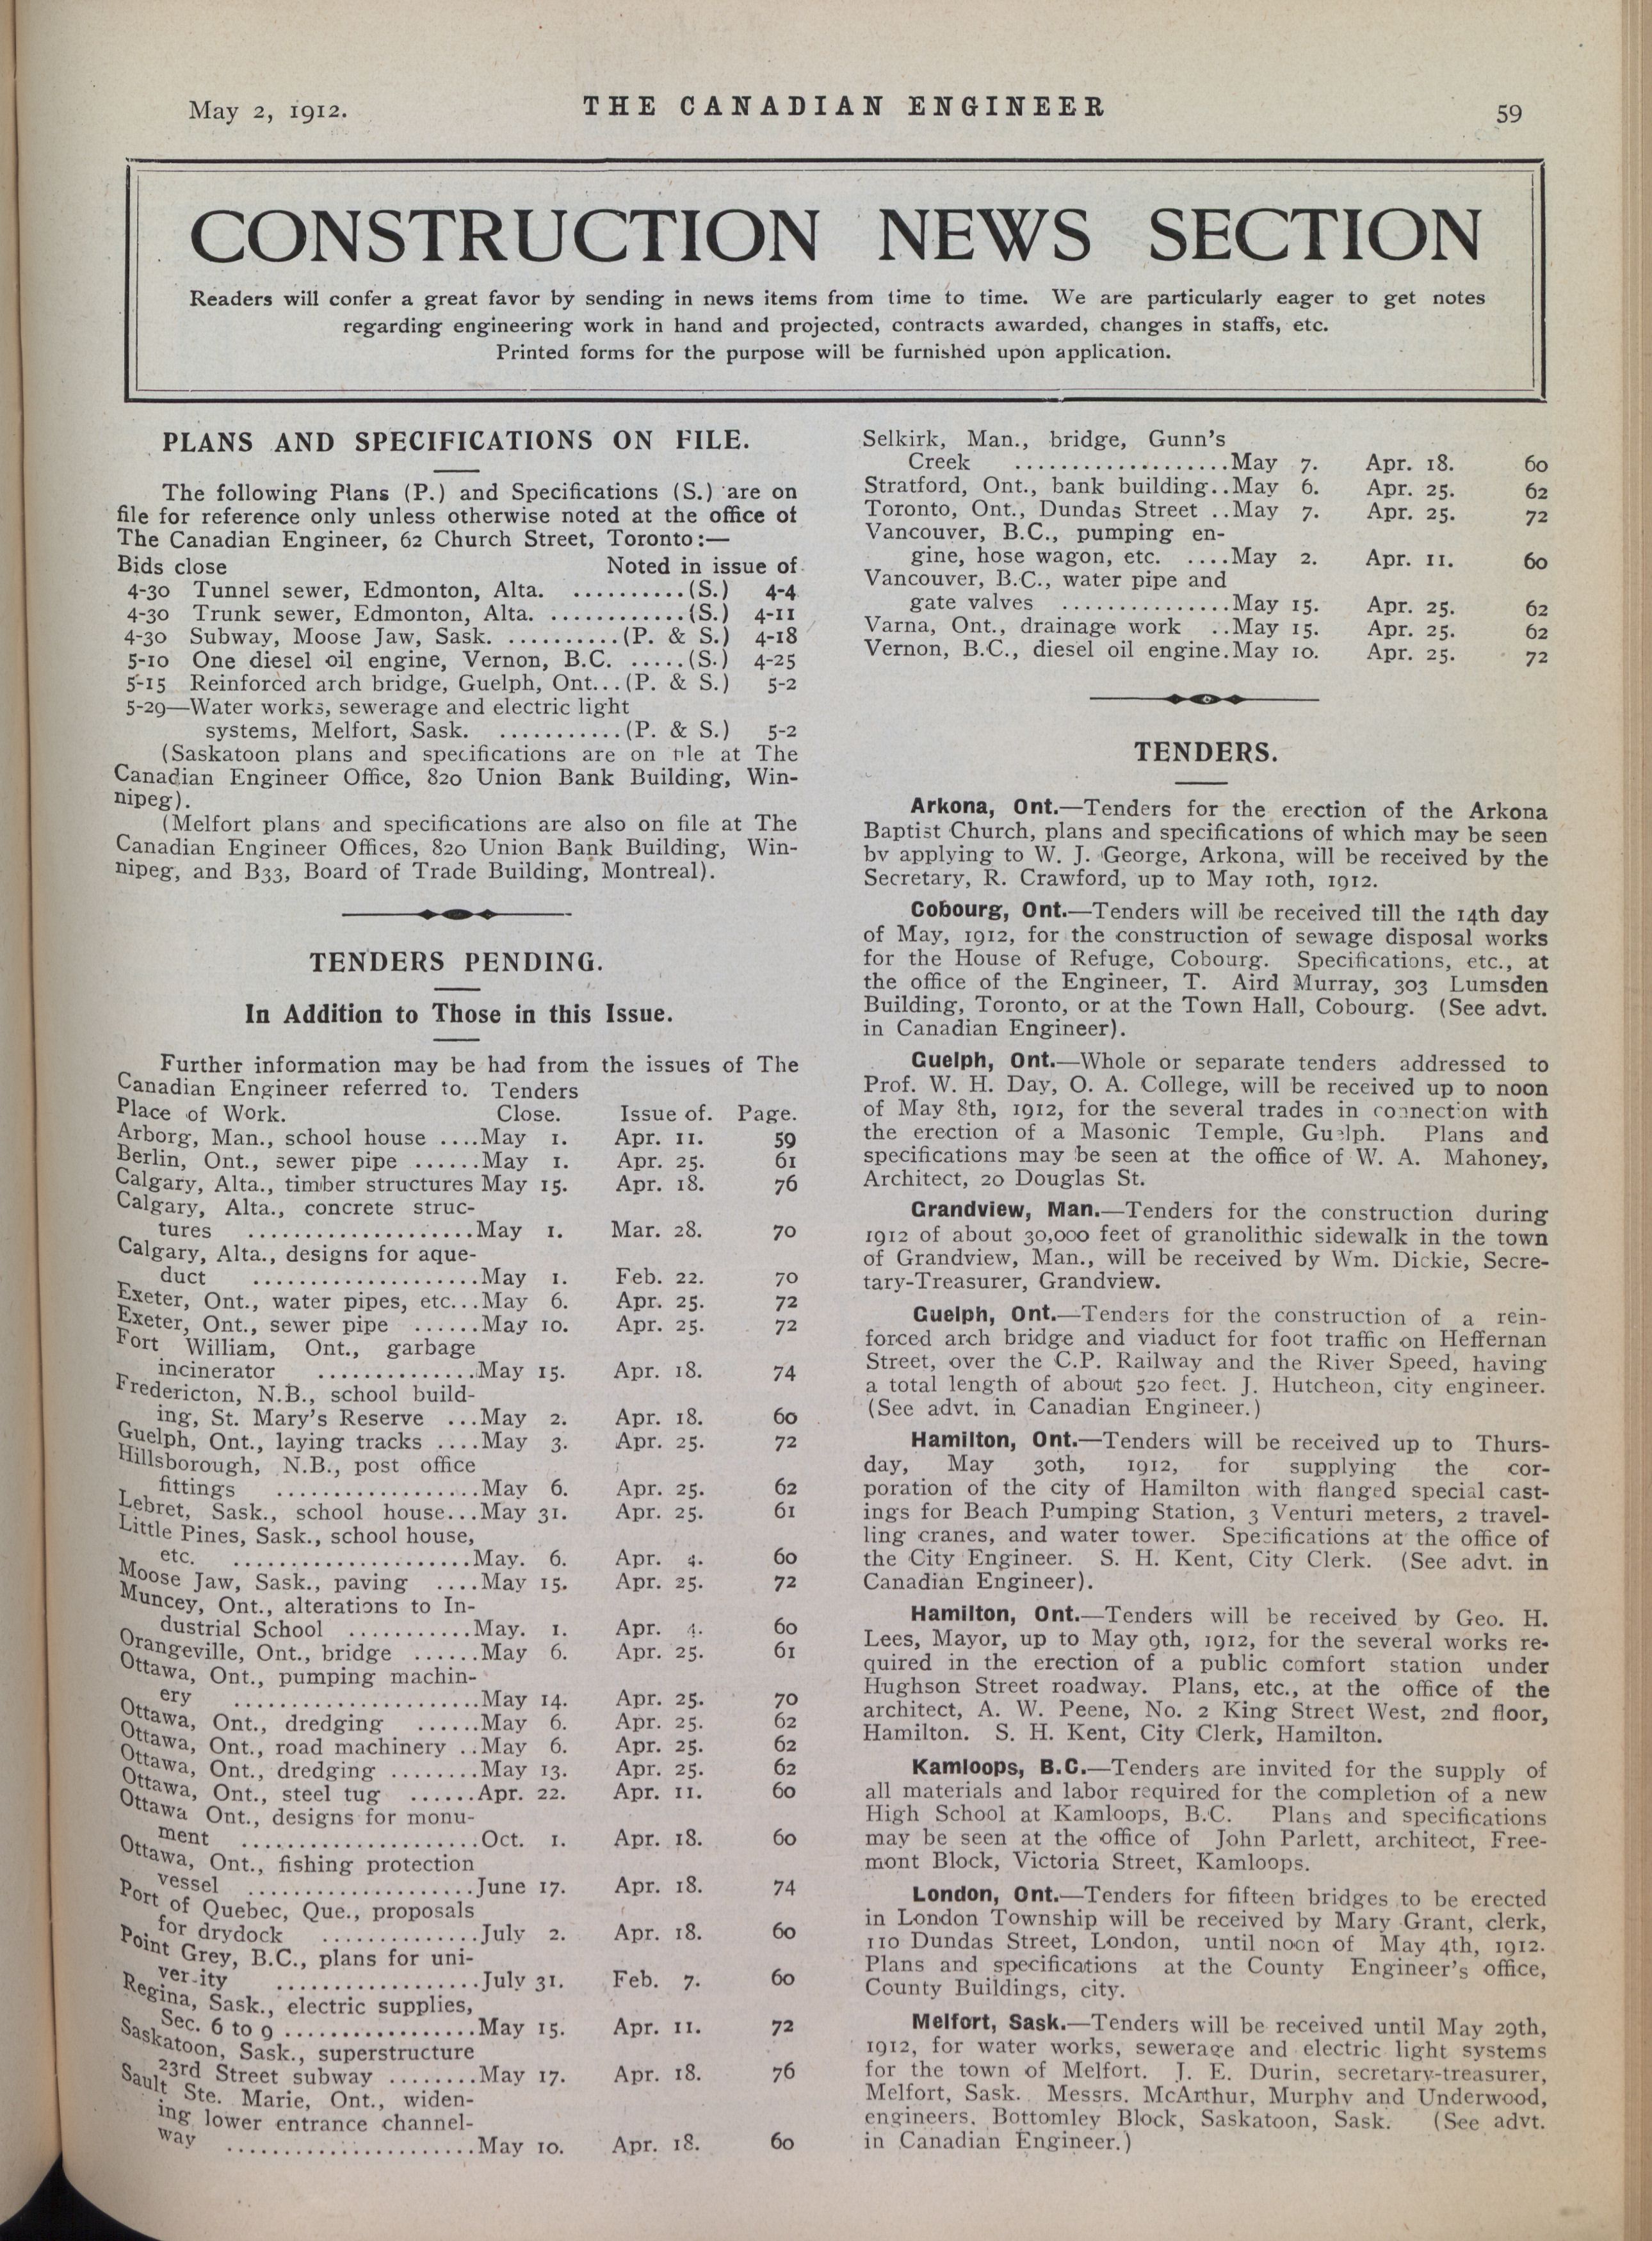 May 2, 1912.
THE CANADIAN ENGINEER
59
CONSTRUCTION NEWS SECTION
Readers will confer a great favor by sending in news items from time to time. We are particularly eager to get notes
regarding engineering work in hand and projected, contracts awarded, changes in staffs, etc.
Printed forms for the purpose will be furnished upon application.
PLANS AND SPECIFICATIONS ON FILE.
The following Plans (P.) and Specifications (S.) are on
file for reference only unless otherwise noted at the office of
The Canadian Engineer, 62 Church Street, Toronto:—
Bids close Noted in issue of
4-30 Tunnel sewer, Edmonton, Alta. ..........(S.) 4-4
4-30 Trunk sewer, Edmonton, Alta. ............(S.) 4-11
4-30 Subway, Moose Jaw, Sask. ..........(P. & S.) 4-18
5-10 One diesel oil engine, Vernon, B.C. .....(S.) 4-25
5-15 Reinforced arch bridge, Guelph, Ont...(P. & S.) 5-2
5-29—Water works, sewerage and electric light
systems, Melfort, Sask. ...........(P. & S.) 5-2
(Saskatoon plans and specifications are on file at The
Canadian Engineer Office, 820 Union Bank Building, Win-
nipeg).
(Melfort plans and specifications are also on file at The
Canadian Engineer Offices, 820 Union Bank Building, Win-
nipeg, and B33, Board of Trade Building, Montreal).
TENDERS PENDING.
In Addition to Those in this Issue.
Further information may be had from the issues of The
Canadian Engineer referred to. Tenders
Place of Work. Close. Issue of. Page.
Arborg, Man., school house ....May 1. Apr. 11. 59
Berlin, Ont., sewer pipe ......May 1. Apr. 25. 61
Calgary, Alta., timber structures May 15. Apr. 18. 76
Calgary, Alta., concrete struc-
tures ....................May 1. Mar. 28. 70
Calgary, Alta., designs for aque-
duct ....................May 1. Feb. 22. 70
Exeter, Ont., water pipes, etc...May 6. Apr. 25. 72
Exeter, Ont., sewer pipe ......May 10. Apr. 25. 72
Fort William, Ont., garbage
incinerator ..............May 15. Apr. 18. 74
Fredericton, N.B., school build-
ing, St. Mary's Reserve ...May 2. Apr. 18. 60
Guelph, Ont., laying tracks ....May 3. Apr. 25. 72
Hillsborough, N.B., post office
fittings ..................May 6. Apr. 25. 62
Lebret, Sask., school house...May 31. Apr. 25. 61
Little Pines, Sask., school house,
etc. .....................May. 6. Apr. 4. 60
Moose Jaw, Sask., paving ....May 15. Apr. 25. 72
Muncey, Ont., alterations to In-
dustrial School ...........May. 1. Apr. 4. 60
Orangeville, Ont., bridge ......May 6. Apr. 25. 61
Ottawa, Ont., pumping machin-
ery ......................May 14. Apr. 25. 70
Ottawa, Ont., dredging ......May 6. Apr. 25. 62
Ottawa, Ont., road machinery ..May 6. Apr. 25. 62
Ottawa, Ont., dredging ........May 13. Apr. 25. 62
Ottawa, Ont., steel tug ......Apr. 22. Apr. 11. 60
Ottawa Ont., designs for monu-
ment .....................Oct. 1. Apr. 18. 60
Ottawa, Ont., fishing protection
vessel ....................June 17. Apr. 18. 74
Port of Quebec, Que., proposals
for drydock ..............July 2. Apr. 18. 60
Point Grey, B.C., plans for uni-
ver-ity ..................July 31. Feb. 7. 60
Regina, Sask., electric supplies,
Sec. 6 to 9 .................May 15. Apr. 11. 72
Saskatoon, Sask., superstructure
23rd Street subway ........May 17. Apr. 18. 76
Sault Ste. Marie, Ont., widen-
ing lower entrance channel-
way ......................May 10. Apr. 18. 60
Selkirk, Man., bridge, Gunn's
Creek ...................May 7. Apr. 18. 60
Stratford, Ont., bank building..May 6. Apr. 25. 62
Toronto, Ont., Dundas Street ..May 7. Apr. 25. 72
Vancouver, B.C., pumping en-
gine, hose wagon, etc. ....May 2. Apr. 11. 60
Vancouver, B.C., water pipe and
gate valves ...............May 15. Apr. 25. 62
Varna, Ont., drainage work ..May 15. Apr. 25. 62
Vernon, B.C., diesel oil engine.May 10. Apr. 25. 72
TENDERS.
Arkona, Ont.—Tenders for the erection of the Arkona
Baptist Church, plans and specifications of which may be seen
by applying to W. J. George, Arkona, will be received by the
Secretary, R. Crawford, up to May 10th, 1912.
Cobourg, Ont.—Tenders will be received till the 14th day
of May, 1912, for the construction of sewage disposal works
for the House of Refuge, Cobourg. Specifications, etc., at
the office of the Engineer, T. Aird Murray, 303 Lumsden
Building, Toronto, or at the Town Hall, Cobourg. (See advt.
in Canadian Engineer).
Guelph, Ont.—Whole or separate tenders addressed to
Prof. W. H. Day, O. A. College, will be received up to noon
of May 8th, 1912, for the several trades in connection with
the erection of a Masonic Temple, Guelph. Plans and
specifications may be seen at the office of W. A. Mahoney,
Architect, 20 Douglas St.
Grandview, Man.—Tenders for the construction during
1912 of about 30,000 feet of granolithic sidewalk in the town
of Grandview, Man., will be received by Wm. Dickie, Secre-
tary-Treasurer, Grandview.
Guelph, Ont.—Tenders for the construction of a rein-
forced arch bridge and viaduct for foot traffic on Heffernan
Street, over the C.P. Railway and the River Speed, having
a total length of about 520 feet. J. Hutcheon, city engineer.
(See advt. in Canadian Engineer.)
Hamilton, Ont.—Tenders will be received up to Thurs-
day, May 30th, 1912, for supplying the cor-
poration of the city of Hamilton with flanged special cast-
ings for Beach Pumping Station, 3 Venturi meters, 2 travel-
ling cranes, and water tower. Specifications at the office of
the City Engineer. S. H. Kent, City Clerk. (See advt. in
Canadian Engineer).
Hamilton, Ont.—Tenders will be received by Geo. H.
Lees, Mayor, up to May 9th, 1912, for the several works re-
quired in the erection of a public comfort station under
Hughson Street roadway. Plans, etc., at the office of the
architect, A. W. Peene, No. 2 King Street West, 2nd floor,
Hamilton. S. H. Kent, City Clerk, Hamilton.
Kamloops, B.C.—Tenders are invited for the supply of
all materials and labor required for the completion of a new
High School at Kamloops, B.C. Plans and specifications
may be seen at the office of John Parlett, architect, Free-
mont Block, Victoria Street, Kamloops.
London, Ont.—Tenders for fifteen bridges to be erected
in London Township will be received by Mary Grant, clerk,
110 Dundas Street, London, until noon of May 4th, 1912.
Plans and specifications at the County Engineer's office,
County Buildings, city.
Melfort, Sask.—Tenders will be received until May 29th,
1912, for water works, sewerage and electric light systems
for the town of Melfort. J. E. Durin, secretary-treasurer,
Melfort, Sask. Messrs. McArthur, Murphy and Underwood,
engineers, Bottomley Block, Saskatoon, Sask. (See advt.
in Canadian Engineer.)